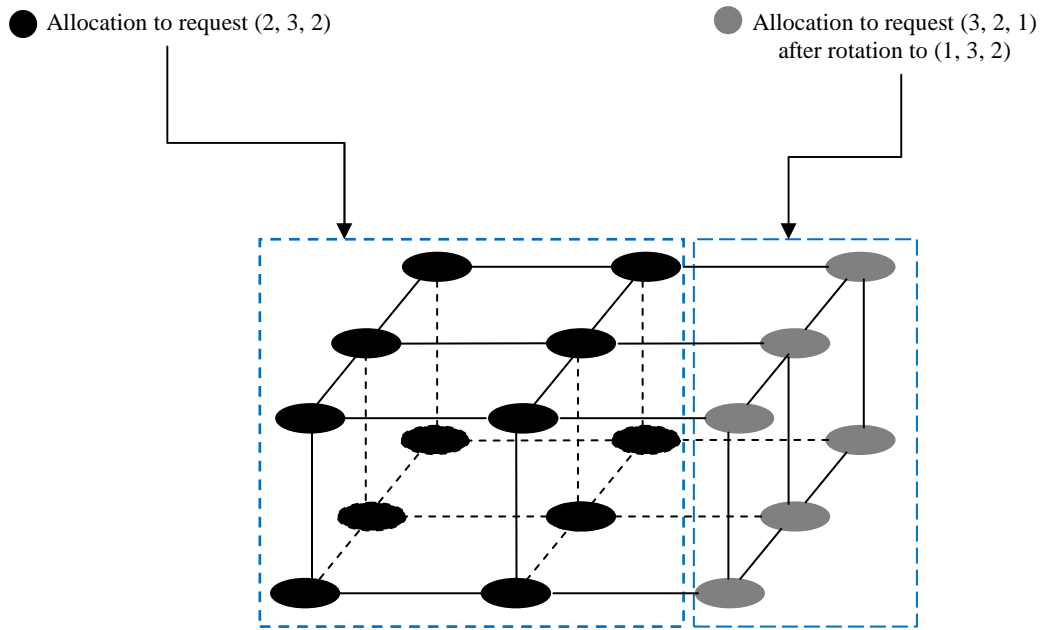 Allocation to request (2, 3, 2)
Allocation to request (3, 2, 1)
after rotation to (1, 3, 2)